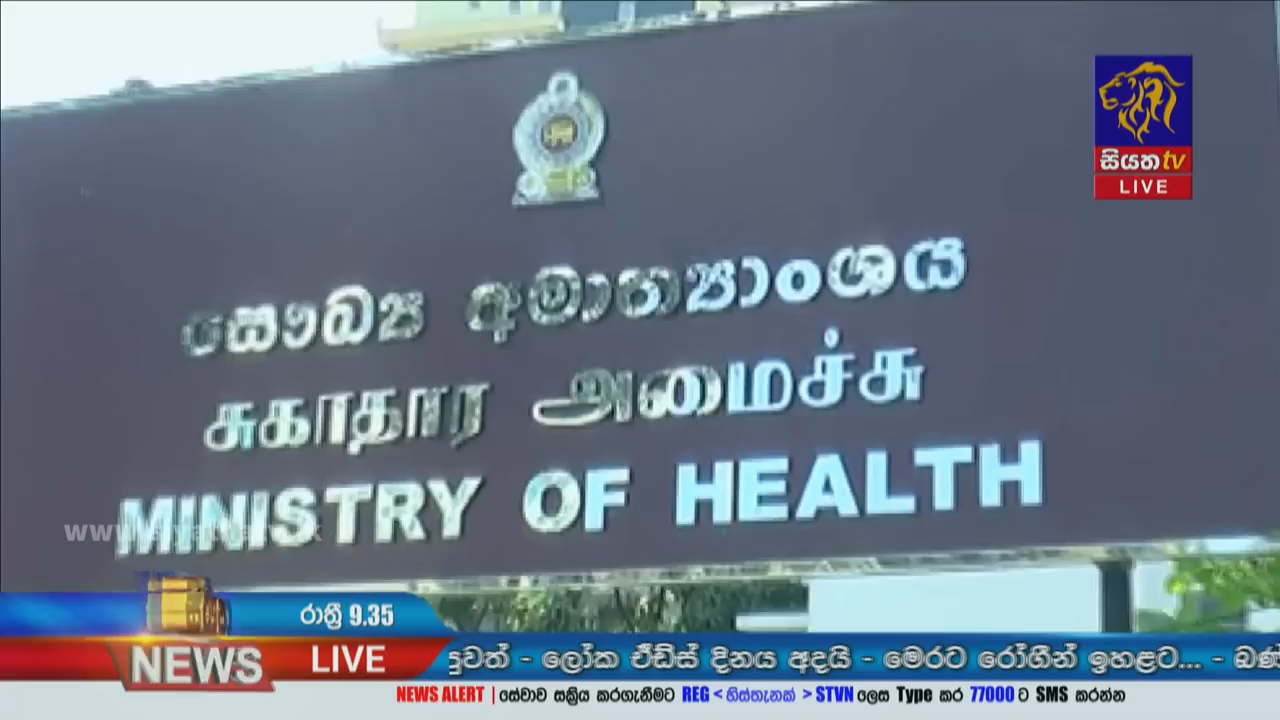 සියත tv
LIVE
සෞඛ්‍ය අමාත්‍යාංශය
சுகாதார அமைச்சு
MINISTRY OF HEALTH
රාත්‍රී 9.35
NEWS LIVE
පුවත් - ලෝක ඒඩ්ස් දිනය අදයි - මෙරට රෝගීන් ඉහළට... -
NEWS ALERT | සේවාව සක්‍රිය කරගැනීමට REG < හිස්තැනක් > STVN ලෙස Type කර 77000 ට SMS කරන්න